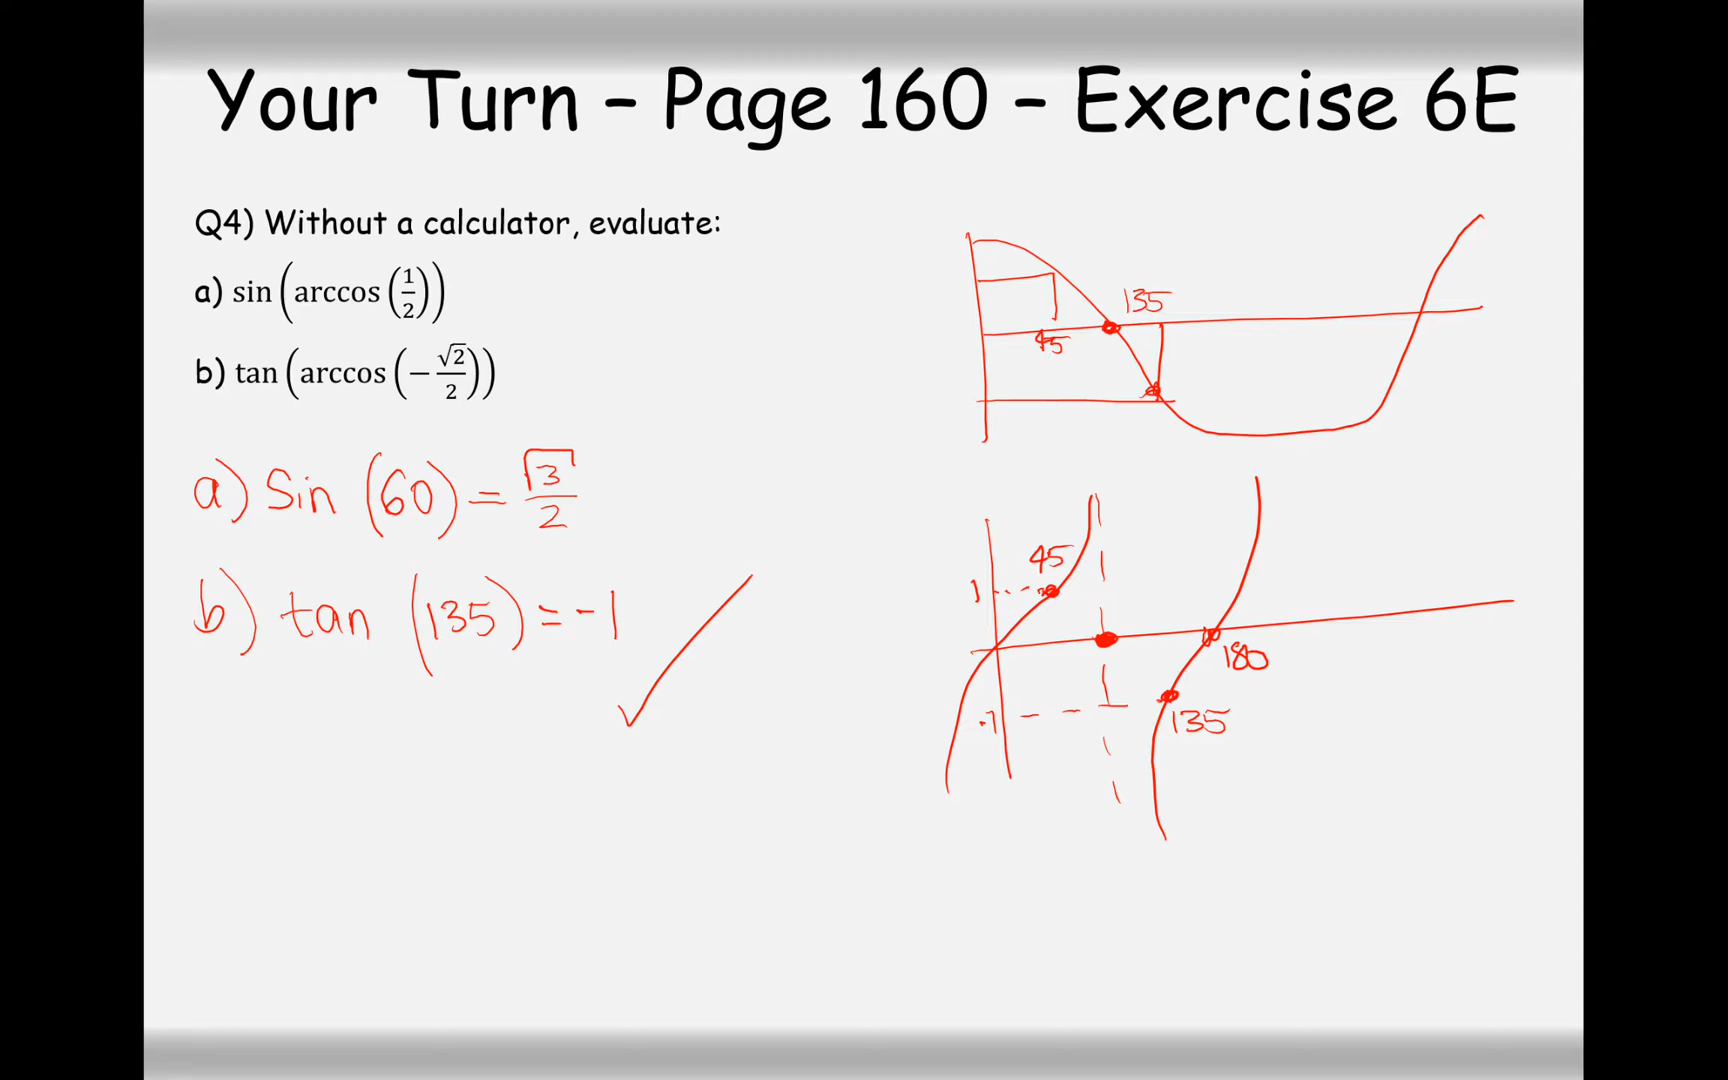 Your Turn – Page 160 – Exercise 6E
Q4) Without a calculator, evaluate:
a) sin(arccos(1/2))
b) tan(arccos(−√2/2))
a) Sin (60) = √3/2
b) tan (135) = -1
135
45
45
1
180
-1
135